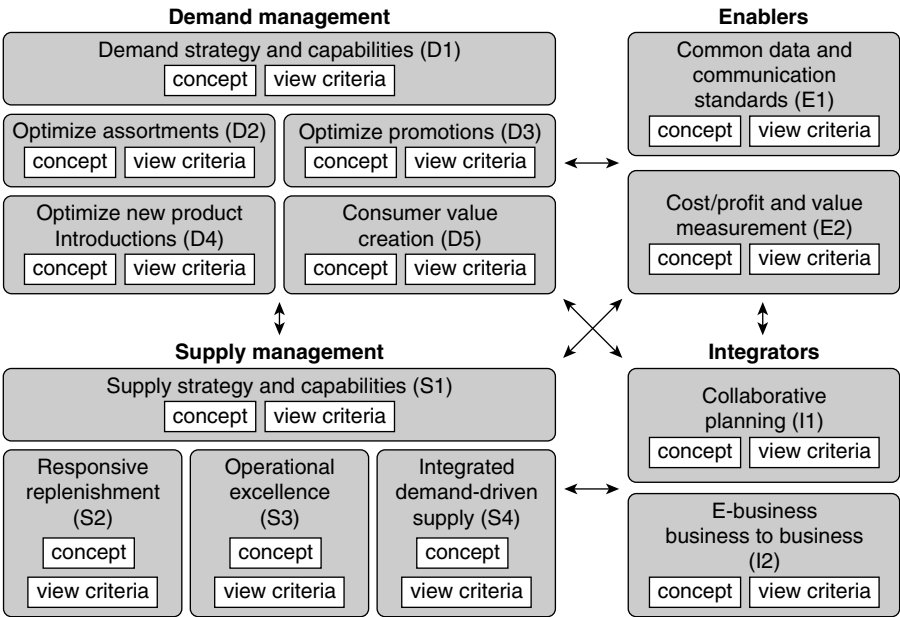 Demand management
Demand strategy and capabilities (D1)
concept view criteria
Optimize assortments (D2)
concept view criteria
Optimize promotions (D3)
concept view criteria
Optimize new product
Introductions (D4)
concept view criteria
Consumer value
creation (D5)
concept view criteria
Enablers
Common data and
communication
standards (E1)
concept view criteria
Cost/profit and value
measurement (E2)
concept view criteria
Supply management
Supply strategy and capabilities (S1)
concept view criteria
Responsive
replenishment
(S2)
concept
view criteria
Operational
excellence
(S3)
concept
view criteria
Integrated
demand-driven
supply (S4)
concept
view criteria
Integrators
Collaborative
planning (I1)
concept view criteria
E-business
business to business
(I2)
concept view criteria